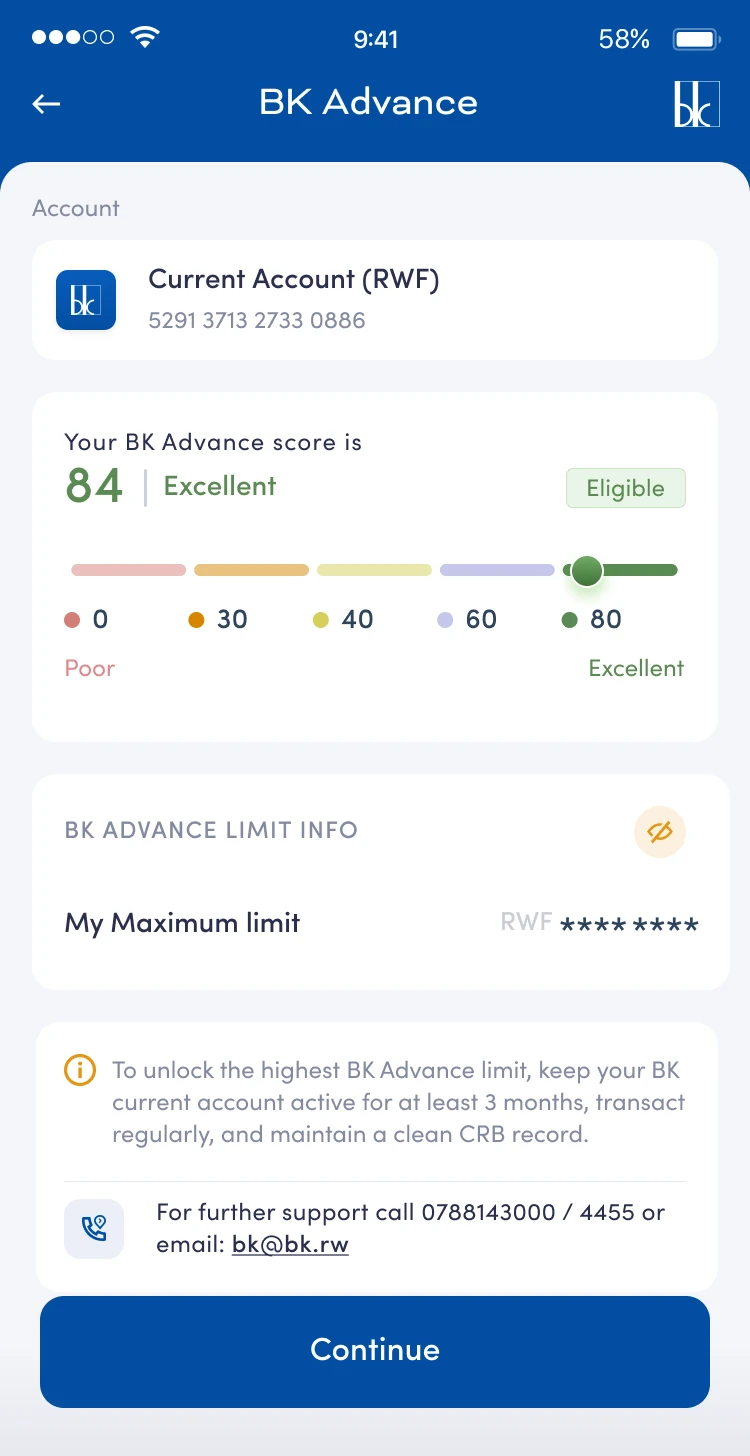 9:41
58%
BK Advance
bk
Account
bk
Current Account (RWF)
5291 3713 2733 0886
Your BK Advance score is
84 | Excellent
Eligible
0 30 40 60 80
Poor Excellent
BK ADVANCE LIMIT INFO
My Maximum limit RWF **** ****
To unlock the highest BK Advance limit, keep your BK
current account active for at least 3 months, transact
regularly, and maintain a clean CRB record.
For further support call 0788143000 / 4455 or
email: bk@bk.rw
Continue